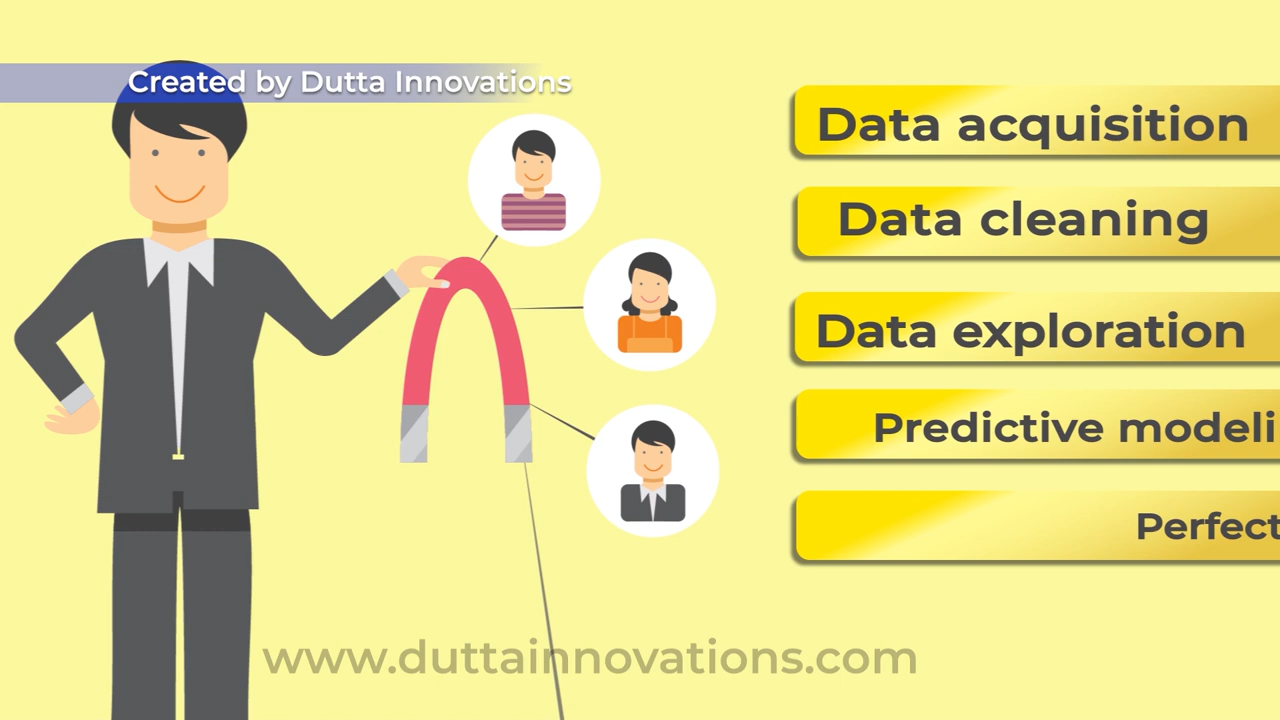 Created by Dutta Innovations
Data acquisition
Data cleaning
Data exploration
Predictive modeli
Perfect
www.duttainnovations.com